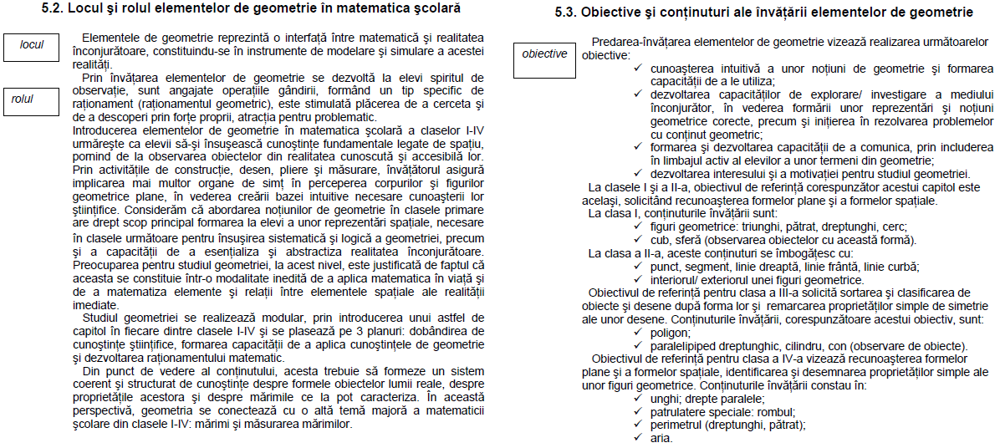 5.2. Locul şi rolul elementelor de geometrie în matematica şcolară
locul
Elementele de geometrie reprezintă o interfaţă între matematică şi realitatea
înconjurătoare, constituindu-se în instrumente de modelare şi simulare a acestei
realităţi.
rolul
Prin învăţarea elementelor de geometrie se dezvoltă la elevi spiritul de
observaţie, sunt angajate operaţiile gândirii, formând un tip specific de
raţionament (raţionamentul geometric), este stimulată plăcerea de a cerceta şi
de a descoperi prin forţe proprii, atracţia pentru problematic.
Introducerea elementelor de geometrie în matematica şcolară a claselor I-IV
urmăreşte ca elevii să-şi însuşească cunoştinţe fundamentale legate de spaţiu,
pornind de la observarea obiectelor din realitatea cunoscută şi accesibilă lor.
Prin activităţile de construcţie, desen, pliere şi măsurare, învăţătorul asigură
implicarea mai multor organe de simţ în perceperea corpurilor şi figurilor
geometrice plane, în vederea creării bazei intuitive necesare cunoaşterii lor
ştiinţifice. Considerăm că abordarea noţiunilor de geometrie în clasele primare
are drept scop principal formarea la elevi a unor reprezentări spaţiale, necesare
în clasele următoare pentru însuşirea sistematică şi logică a geometriei, precum
şi a capacităţii de a esenţializa şi abstractiza realitatea înconjurătoare.
Preocuparea pentru studiul geometriei, la acest nivel, este justificată de faptul că
aceasta se constituie într-o modalitate inedită de a aplica matematica în viaţă şi
de a matematiza elemente şi relaţii între elementele spaţiale ale realităţii
imediate.
Studiul geometriei se realizează modular, prin introducerea unui astfel de
capitol în fiecare dintre clasele I-IV şi se plasează pe 3 planuri: dobândirea de
cunoştinţe ştiinţifice, formarea capacităţii de a aplica cunoştinţele de geometrie
şi dezvoltarea raţionamentului matematic.
Din punct de vedere al conţinutului, acesta trebuie să formeze un sistem
coerent şi structurat de cunoştinţe despre formele obiectelor lumii reale, despre
proprietăţile acestora şi despre mărimile ce la pot caracteriza. În această
perspectivă, geometria se conectează cu o altă temă majoră a matematicii
şcolare din clasele I-IV: mărimi şi măsurarea mărimilor.
5.3. Obiective şi conţinuturi ale învăţării elementelor de geometrie
obiective
Predarea-învăţarea elementelor de geometrie vizează realizarea următoarelor
obiective:
✓ cunoaşterea intuitivă a unor noţiuni de geometrie şi formarea
capacităţii de a le utiliza;
✓ dezvoltarea capacităţilor de explorare/ investigare a mediului
înconjurător, în vederea formării unor reprezentări şi noţiuni
geometrice corecte, precum şi iniţierea în rezolvarea problemelor
cu conţinut geometric;
✓ formarea şi dezvoltarea capacităţii de a comunica, prin includerea
în limbajul activ al elevilor a unor termeni din geometrie;
✓ dezvoltarea interesului şi a motivaţiei pentru studiul geometriei.
La clasele I şi a II-a, obiectivul de referinţă corespunzător acestui capitol este
acelaşi, solicitând recunoaşterea formelor plane şi a formelor spaţiale.
La clasa I, conţinuturile învăţării sunt:
✓ figuri geometrice: triunghi, pătrat, dreptunghi, cerc;
✓ cub, sferă (observarea obiectelor cu această formă).
La clasa a II-a, aceste conţinuturi se îmbogăţesc cu:
✓ punct, segment, linie dreaptă, linie frântă, linie curbă;
✓ interiorul/ exteriorul unei figuri geometrice.
Obiectivul de referinţă pentru clasa a III-a solicită sortarea şi clasificarea de
obiecte şi desene după forma lor şi remarcarea proprietăţilor simple de simetrie
ale unor desene. Conţinuturile învăţării, corespunzătoare acestui obiectiv, sunt:
✓ poligon;
✓ paralelipiped dreptunghic, cilindru, con (observare de obiecte).
Obiectivul de referinţă pentru clasa a IV-a vizează recunoaşterea formelor
plane şi a formelor spaţiale, identificarea şi desemnarea proprietăţilor simple ale
unor figuri geometrice. Conţinuturile învăţării constau în:
✓ unghi; drepte paralele;
✓ patrulatere speciale: rombul;
✓ perimetrul (dreptunghi, pătrat);
✓ aria.